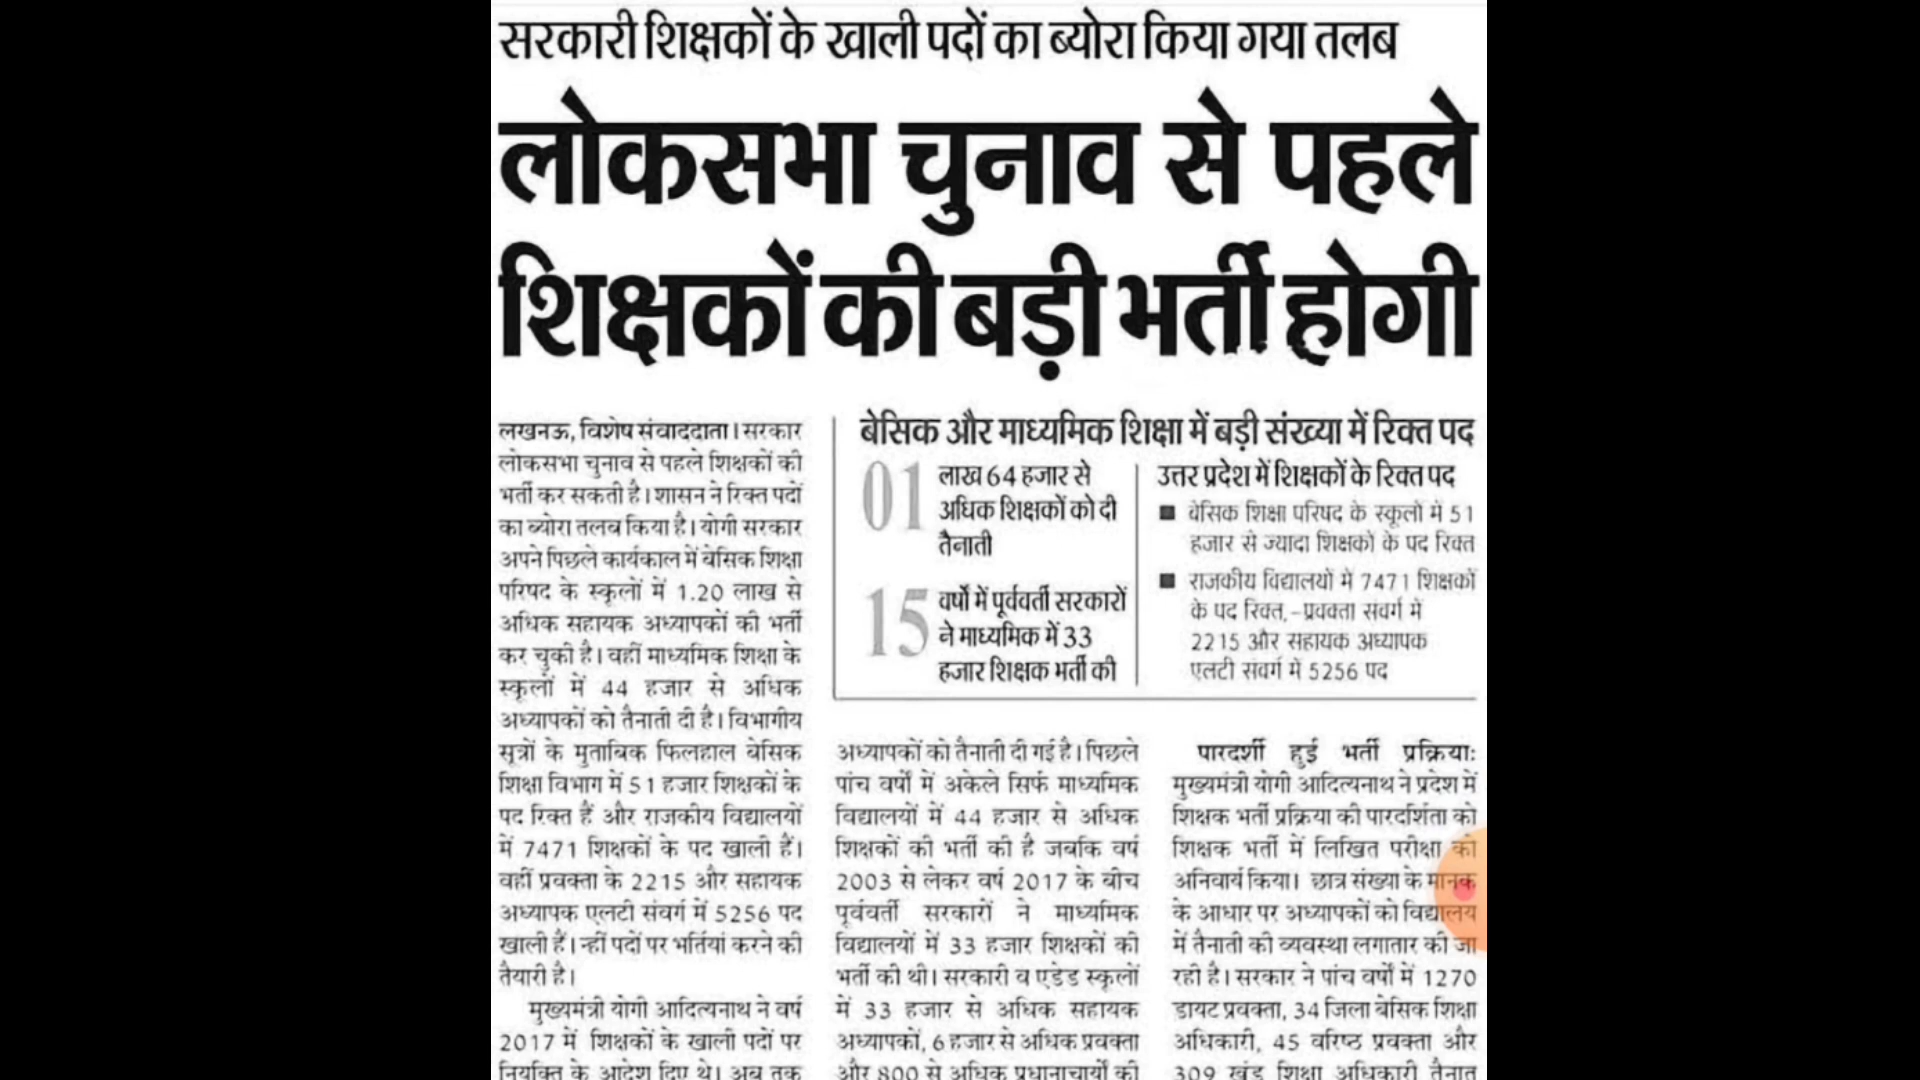 सरकारी शिक्षकों के खाली पदों का ब्योरा किया गया तलब
लोकसभा चुनाव से पहले
शिक्षकों की बड़ी भर्ती होगी
लखनऊ, विशेष संवाददाता। सरकार
लोकसभा चुनाव से पहले शिक्षकों की
भर्ती कर सकती है। शासन ने रिक्त पदों
का ब्योरा तलब किया है। योगी सरकार
अपने पिछले कार्यकाल में बेसिक शिक्षा
परिषद के स्कूलों में 1.20 लाख से
अधिक सहायक अध्यापकों की भर्ती
कर चुकी है। वहीं माध्यमिक शिक्षा के
स्कूलों में 44 हजार से अधिक
अध्यापकों को तैनाती दी है। विभागीय
सूत्रों के मुताबिक फिलहाल बेसिक
शिक्षा विभाग में 51 हजार शिक्षकों के
पद रिक्त हैं और राजकीय विद्यालयों
में 7471 शिक्षकों के पद खाली हैं।
वहीं प्रवक्ता के 2215 और सहायक
अध्यापक एलटी संवर्ग में 5256 पद
खाली हैं। न्हीं पदों पर भर्तियां करने की
तैयारी है।
मुख्यमंत्री योगी आदित्यनाथ ने वर्ष
2017 में शिक्षकों के खाली पदों पर
नियुक्ति के आदेश दिए थे। अब तक
बेसिक और माध्यमिक शिक्षा में बड़ी संख्या में रिक्त पद
01 लाख 64 हजार से
अधिक शिक्षकों को दी
तैनाती
15 वर्षों में पूर्ववर्ती सरकारों
ने माध्यमिक में 33
हजार शिक्षक भर्ती की
उत्तर प्रदेश में शिक्षकों के रिक्त पद
■ बेसिक शिक्षा परिषद के स्कूलों में 51
हजार से ज्यादा शिक्षकों के पद रिक्त
■ राजकीय विद्यालयों में 7471 शिक्षकों
के पद रिक्त,-प्रवक्ता संवर्ग में
2215 और सहायक अध्यापक
एलटी संवर्ग में 5256 पद
अध्यापकों को तैनाती दी गई है। पिछले
पांच वर्षों में अकेले सिर्फ माध्यमिक
विद्यालयों में 44 हजार से अधिक
शिक्षकों की भर्ती की है जबकि वर्ष
2003 से लेकर वर्ष 2017 के बीच
पूर्ववर्ती सरकारों ने माध्यमिक
विद्यालयों में 33 हजार शिक्षकों की
भर्ती की थी। सरकारी व एडेड स्कूलों
में 33 हजार से अधिक सहायक
अध्यापकों, 6 हजार से अधिक प्रवक्ता
और 800 से अधिक प्रधानाचार्यों की
पारदर्शी हुई भर्ती प्रक्रियाः
मुख्यमंत्री योगी आदित्यनाथ ने प्रदेश में
शिक्षक भर्ती प्रक्रिया की पारदर्शिता को
शिक्षक भर्ती में लिखित परीक्षा को
अनिवार्य किया। छात्र संख्या के मानक
के आधार पर अध्यापकों को विद्यालय
में तैनाती की व्यवस्था लगातार की जा
रही है। सरकार ने पांच वर्षों में 1270
डायट प्रवक्ता, 34 जिला बेसिक शिक्षा
अधिकारी, 45 वरिष्ठ प्रवक्ता और
309 खंड शिक्षा अधिकारी तैनात